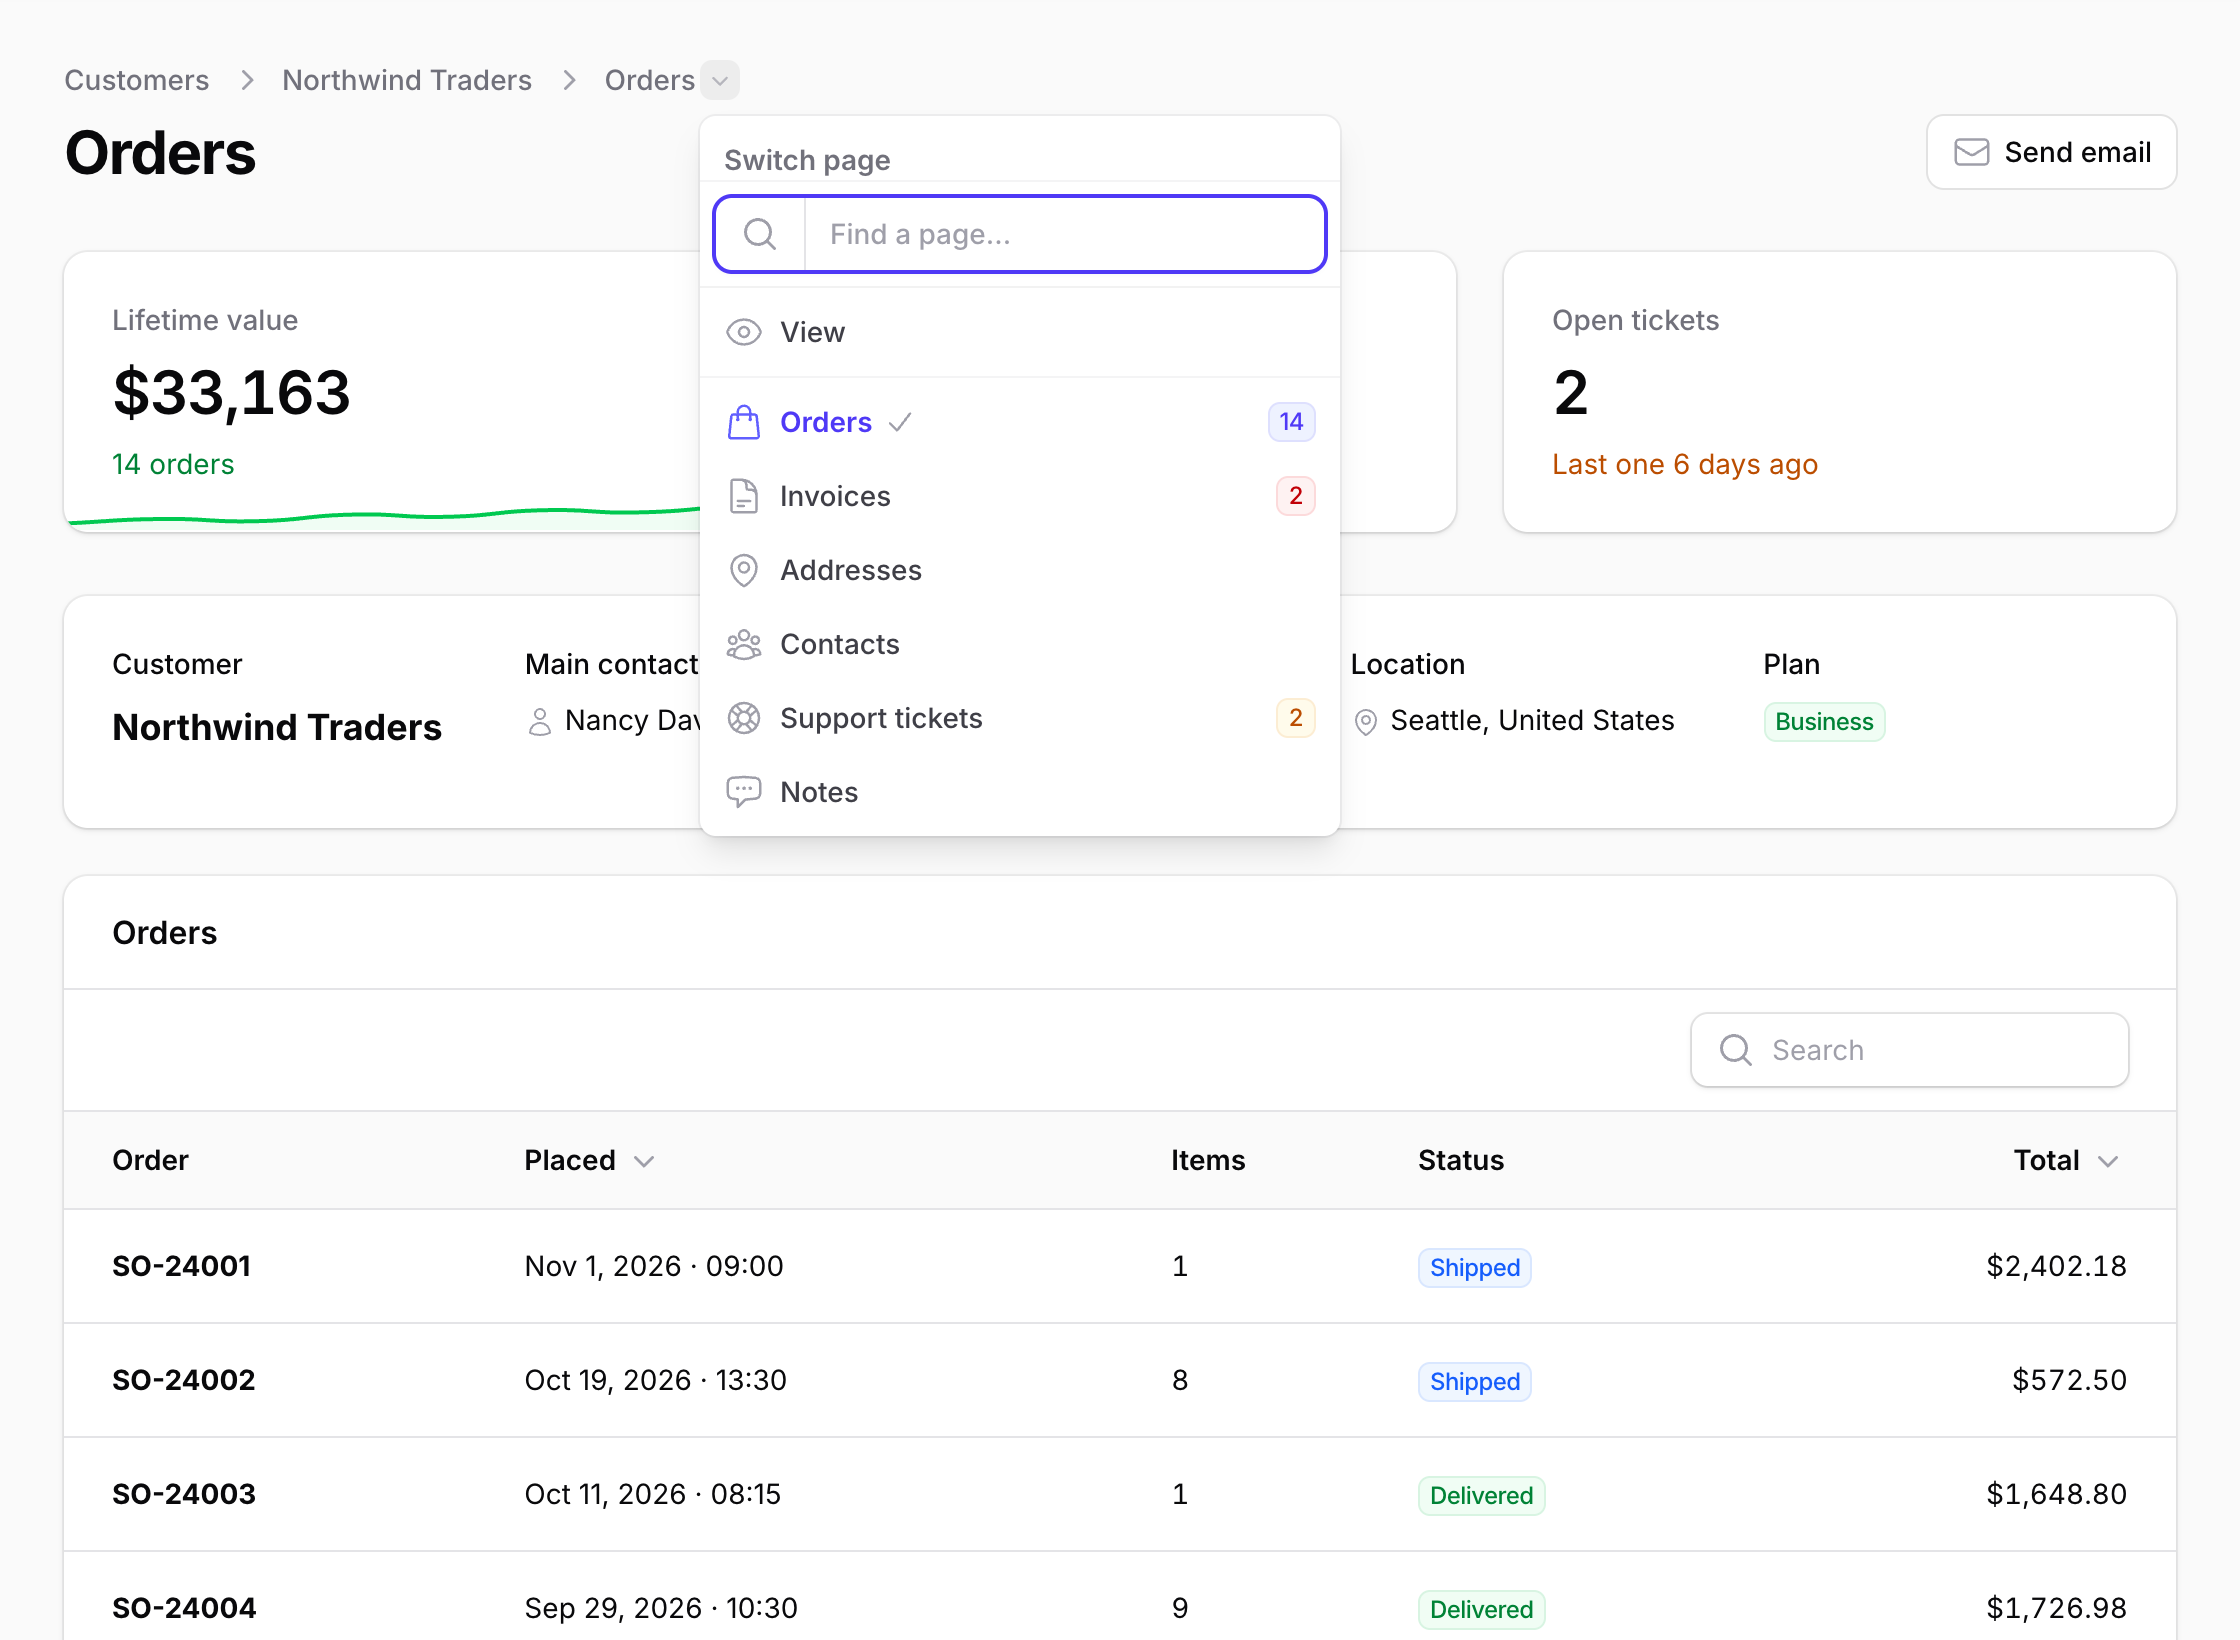 Customers > Northwind Traders > Orders
Orders
Send email
Switch page
Find a page...
View
Orders 14
Invoices 2
Addresses
Contacts
Support tickets 2
Notes
Lifetime value
$33,163
14 orders
Open tickets
2
Last one 6 days ago
Customer
Northwind Traders
Main contact
Nancy
Location
Seattle, United States
Plan
Business
Orders
Search
Order Placed Items Status Total
SO-24001 Nov 1, 2026 · 09:00 1 Shipped $2,402.18
SO-24002 Oct 19, 2026 · 13:30 8 Shipped $572.50
SO-24003 Oct 11, 2026 · 08:15 1 Delivered $1,648.80
SO-24004 Sep 29, 2026 · 10:30 9 Delivered $1,726.98